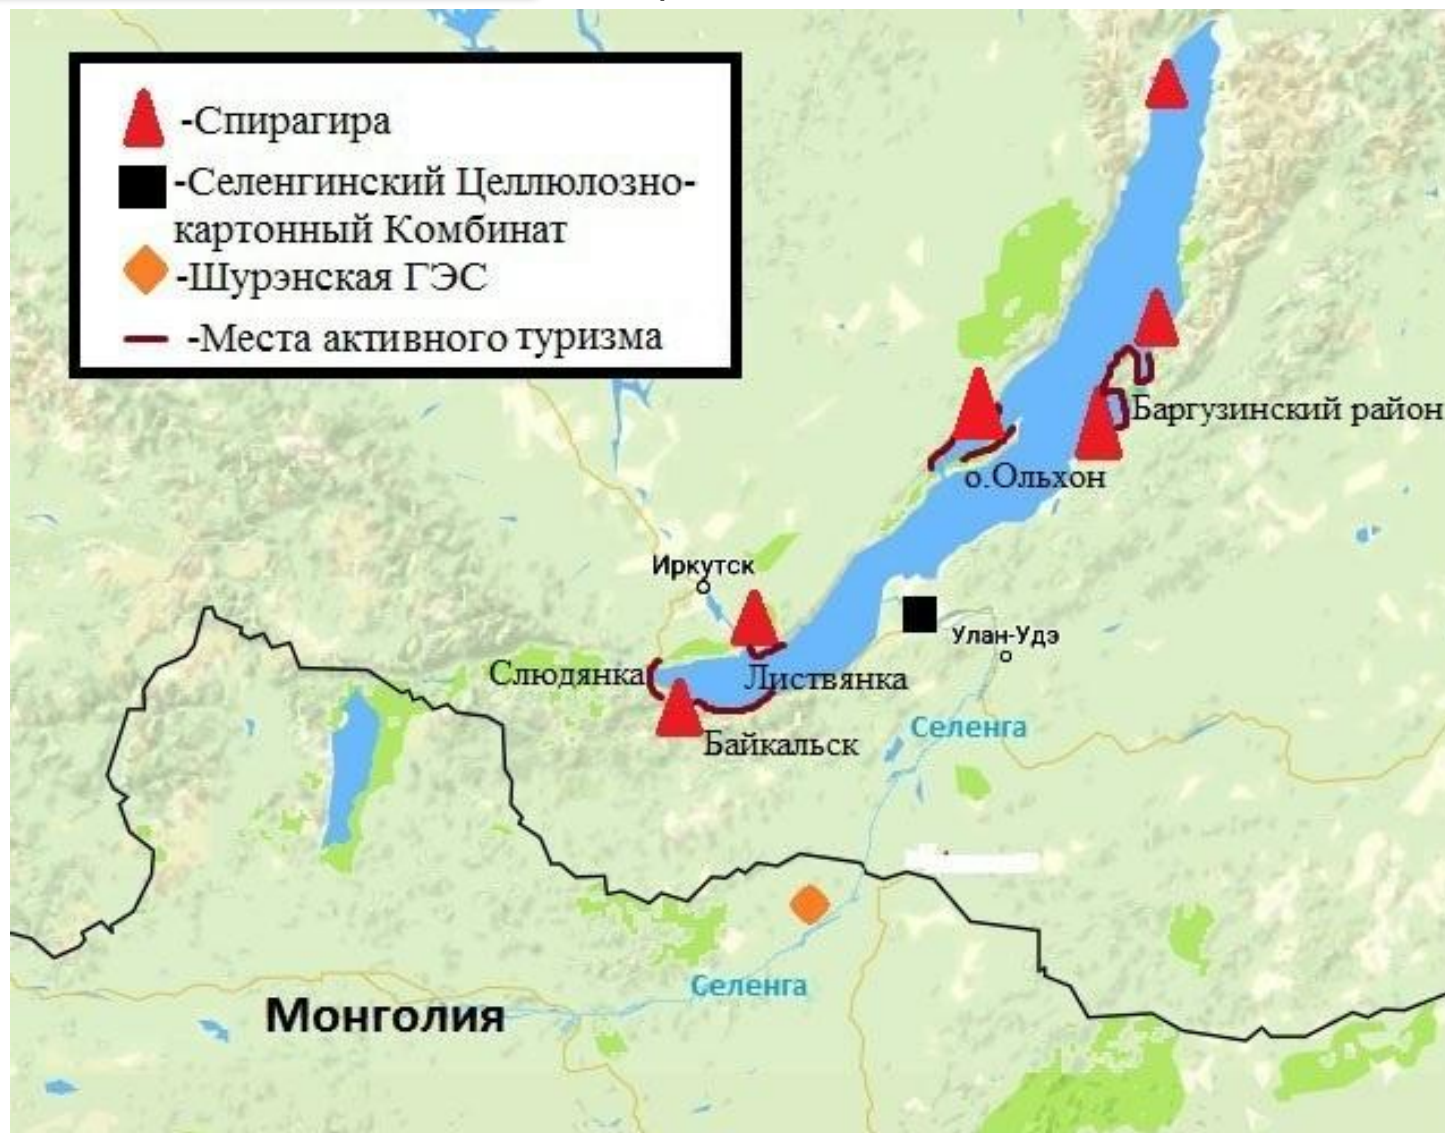 -Спирагира
-Селенгинский Целлюлозно-
картонный Комбинат
-Шурэнская ГЭС
-Места активного туризма
Баргузинский район
о.Ольхон
Иркутск
Улан-Удэ
Слюдянка
Листвянка
Селенга
Байкальск
Селенга
Монголия